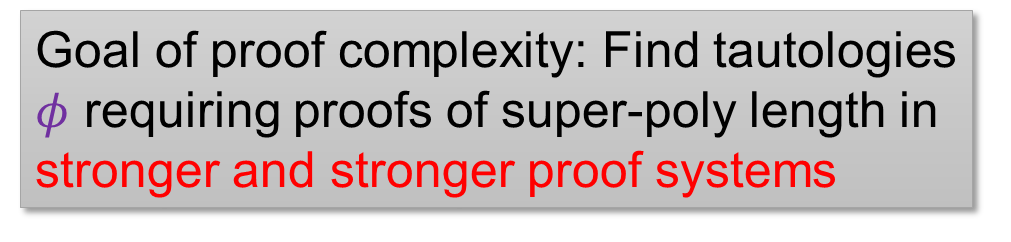 Goal of proof complexity: Find tautologies
𝜙 requiring proofs of super-poly length in
stronger and stronger proof systems